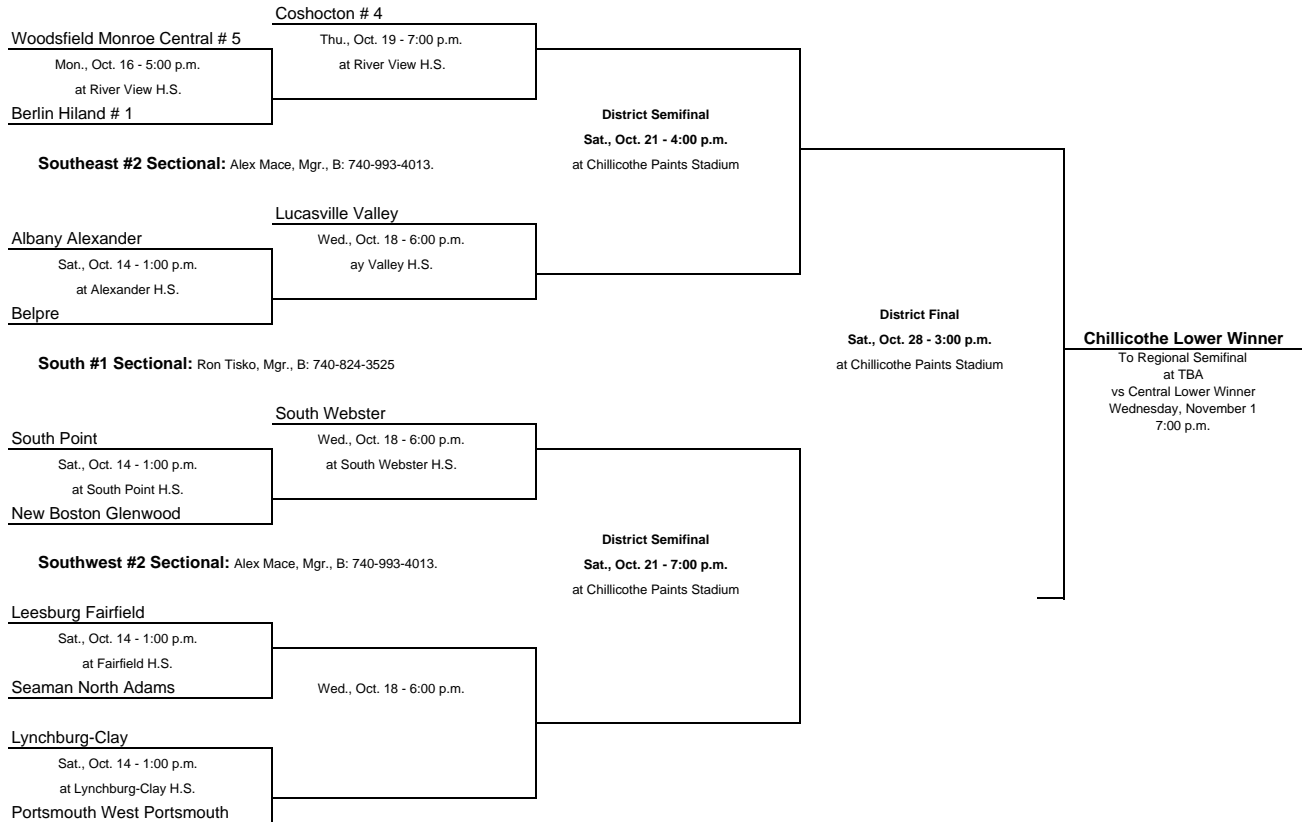 Coshocton # 4
Woodsfield Monroe Central # 5
Thu., Oct. 19 - 7:00 p.m.
Mon., Oct. 16 - 5:00 p.m.
at River View H.S.
at River View H.S.
Berlin Hiland # 1
District Semifinal
Sat., Oct. 21 - 4:00 p.m.
Southeast #2 Sectional: Alex Mace, Mgr., B: 740-993-4013.
at Chillicothe Paints Stadium
Lucasville Valley
Albany Alexander
Wed., Oct. 18 - 6:00 p.m.
Sat., Oct. 14 - 1:00 p.m.
ay Valley H.S.
at Alexander H.S.
Belpre
District Final
Sat., Oct. 28 - 3:00 p.m.
Chillicothe Lower Winner
South #1 Sectional: Ron Tisko, Mgr., B: 740-824-3525
at Chillicothe Paints Stadium
To Regional Semifinal
at TBA
vs Central Lower Winner
Wednesday, November 1
7:00 p.m.
South Webster
South Point
Wed., Oct. 18 - 6:00 p.m.
Sat., Oct. 14 - 1:00 p.m.
at South Webster H.S.
at South Point H.S.
New Boston Glenwood
District Semifinal
Southwest #2 Sectional: Alex Mace, Mgr., B: 740-993-4013.
Sat., Oct. 21 - 7:00 p.m.
at Chillicothe Paints Stadium
Leesburg Fairfield
Sat., Oct. 14 - 1:00 p.m.
at Fairfield H.S.
Seaman North Adams
Wed., Oct. 18 - 6:00 p.m.
Lynchburg-Clay
Sat., Oct. 14 - 1:00 p.m.
at Lynchburg-Clay H.S.
Portsmouth West Portsmouth